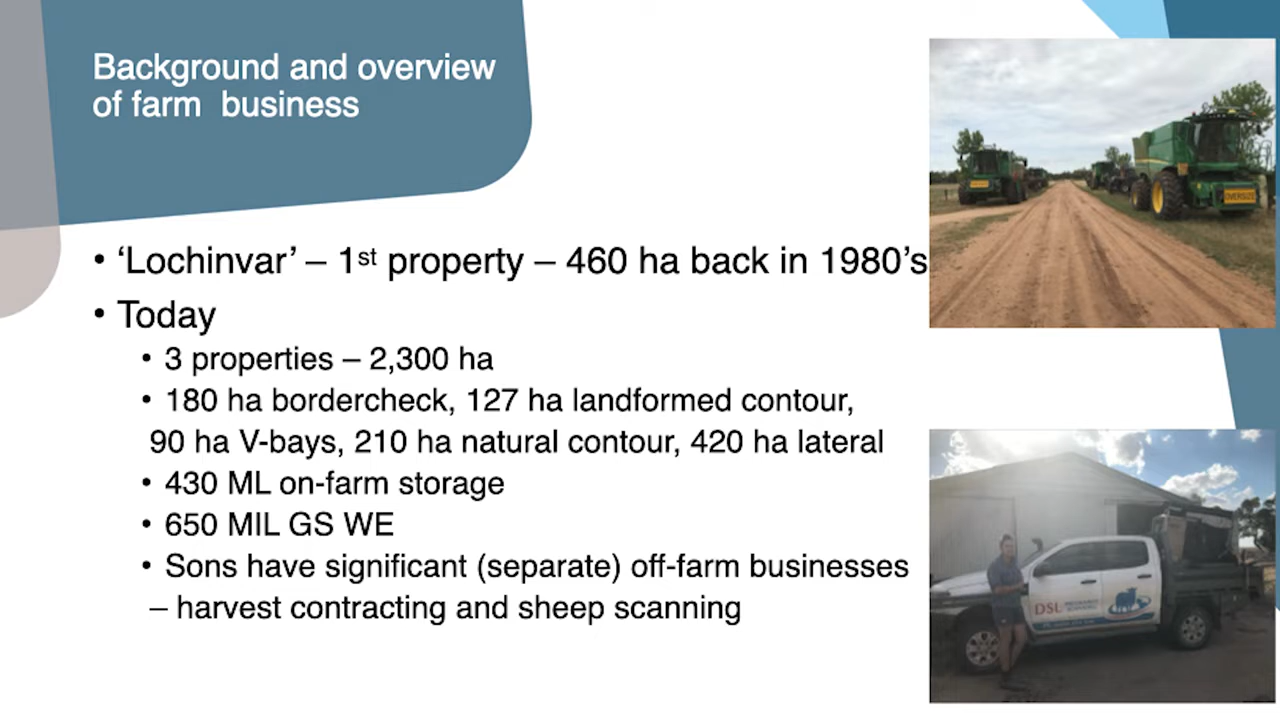 Background and overview
of farm  business
• ‘Lochinvar’ – 1st property – 460 ha back in 1980’s
• Today
• 3 properties – 2,300 ha
• 180 ha bordercheck, 127 ha landformed contour,
90 ha V-bays, 210 ha natural contour, 420 ha lateral
• 430 ML on-farm storage
• 650 MIL GS WE
• Sons have significant (separate) off-farm businesses
– harvest contracting and sheep scanning
OVERSIZE
DSL